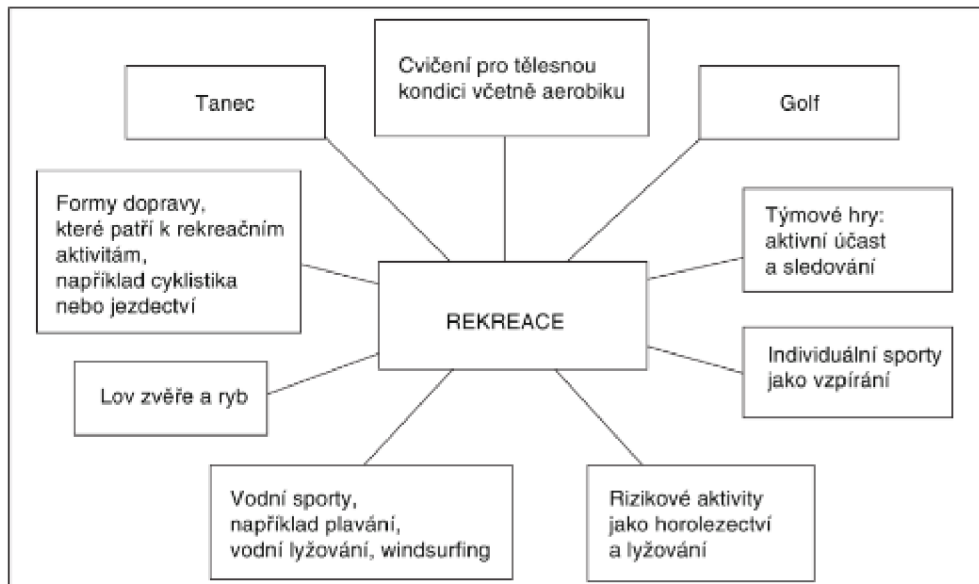 Cvičení pro tělesnou
kondici včetně aerobiku
Tanec
Golf
Formy dopravy,
které patří k rekreačním
aktivitám,
například cyklistika
nebo jezdectví
Týmové hry:
aktivní účast
a sledování
REKREACE
Individuální sporty
jako vzpírání
Lov zvěře a ryb
Vodní sporty,
například plavání,
vodní lyžování, windsurfing
Rizikové aktivity
jako horolezectví
a lyžování